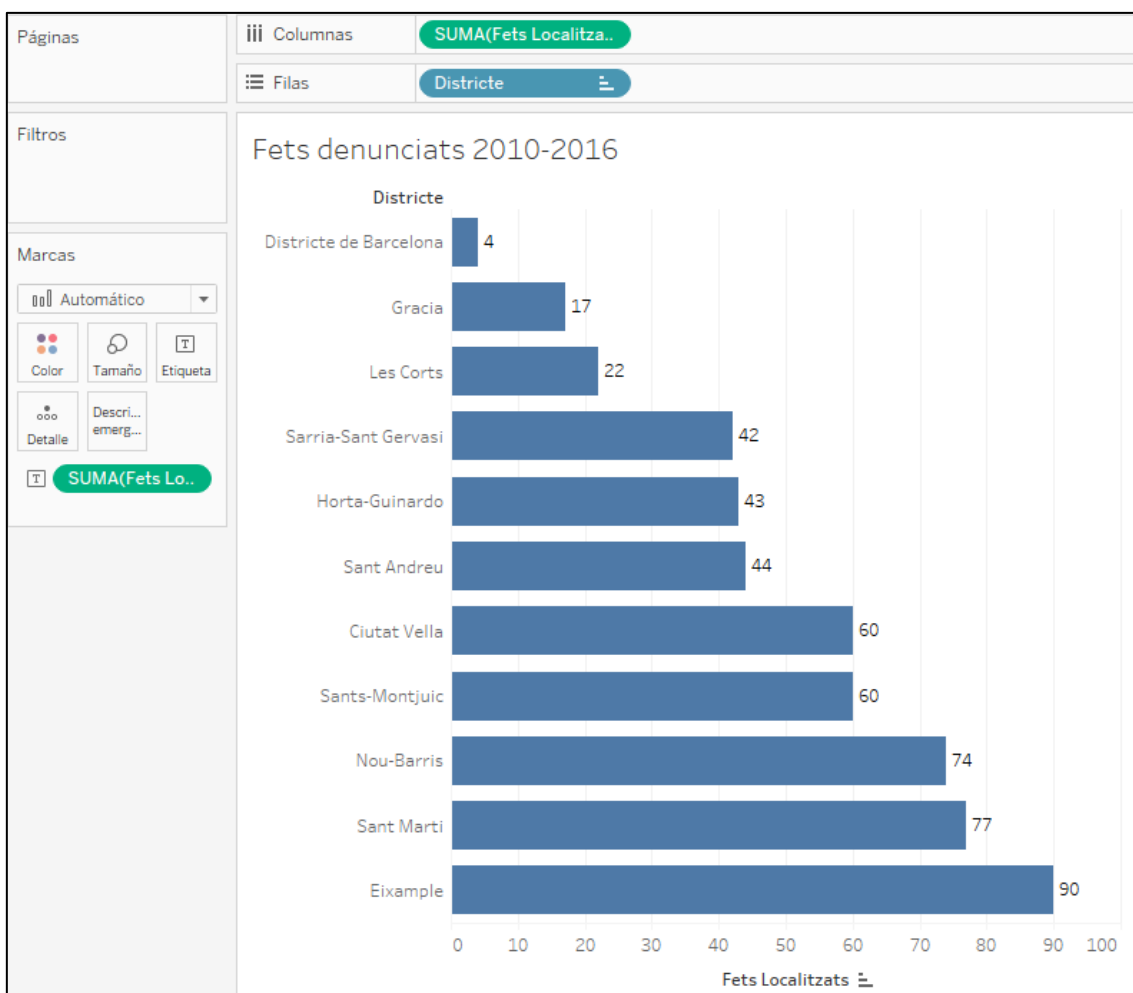 Páginas
Columnas
SUMA(Fets Localitza..
Filas
Districte
Filtros
Marcas
Automático
Color
Tamaño
T
Etiqueta
Detalle
Descri...
emerg...
T
SUMA(Fets Lo..
Fets denunciats 2010-2016
Districte
Districte de Barcelona 4
Gracia 17
Les Corts 22
Sarria-Sant Gervasi 42
Horta-Guinardo 43
Sant Andreu 44
Ciutat Vella 60
Sants-Montjuic 60
Nou-Barris 74
Sant Marti 77
Eixample 90
0 10 20 30 40 50 60 70 80 90 100
Fets Localitzats